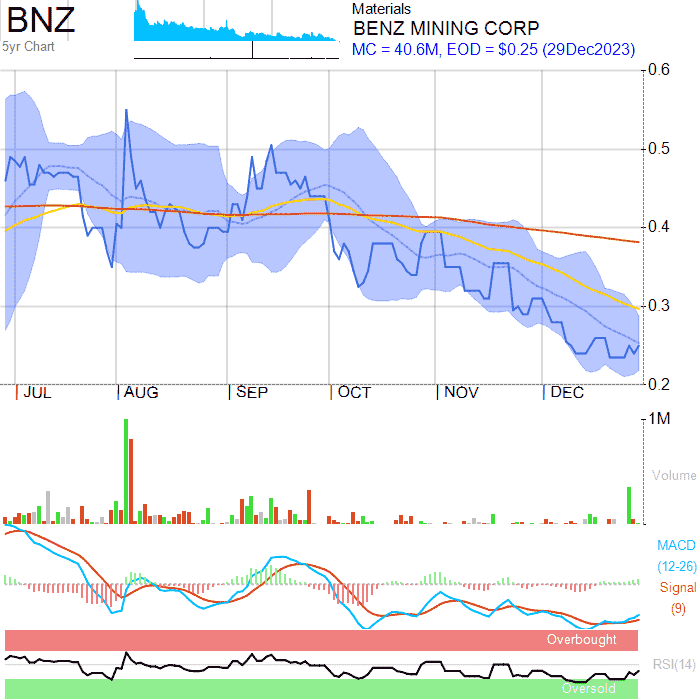 BNZ
5yr Chart
Materials
BENZ MINING CORP
MC = 40.6M, EOD = $0.25 (29Dec2023)
0.6
0.5
0.4
0.3
0.2
JUL AUG SEP OCT NOV DEC
1M
Volume
MACD
(12-26)
Signal
(9)
Overbought
RSI(14)
Oversold